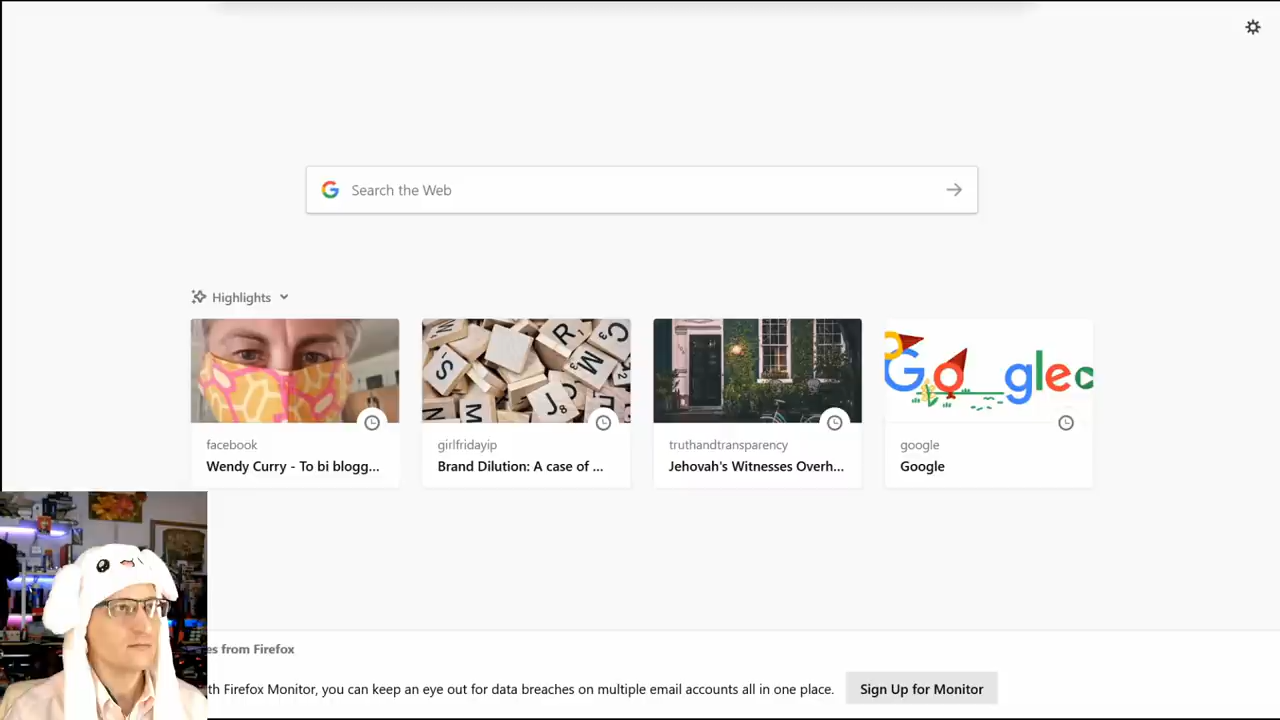 Search the Web
Highlights
facebook
Wendy Curry - To bi blogg...
girlfridayip
Brand Dilution: A case of ...
truthandtransparency
Jehovah's Witnesses Overh...
google
Google
es from Firefox
th Firefox Monitor, you can keep an eye out for data breaches on multiple email accounts all in one place.
Sign Up for Monitor